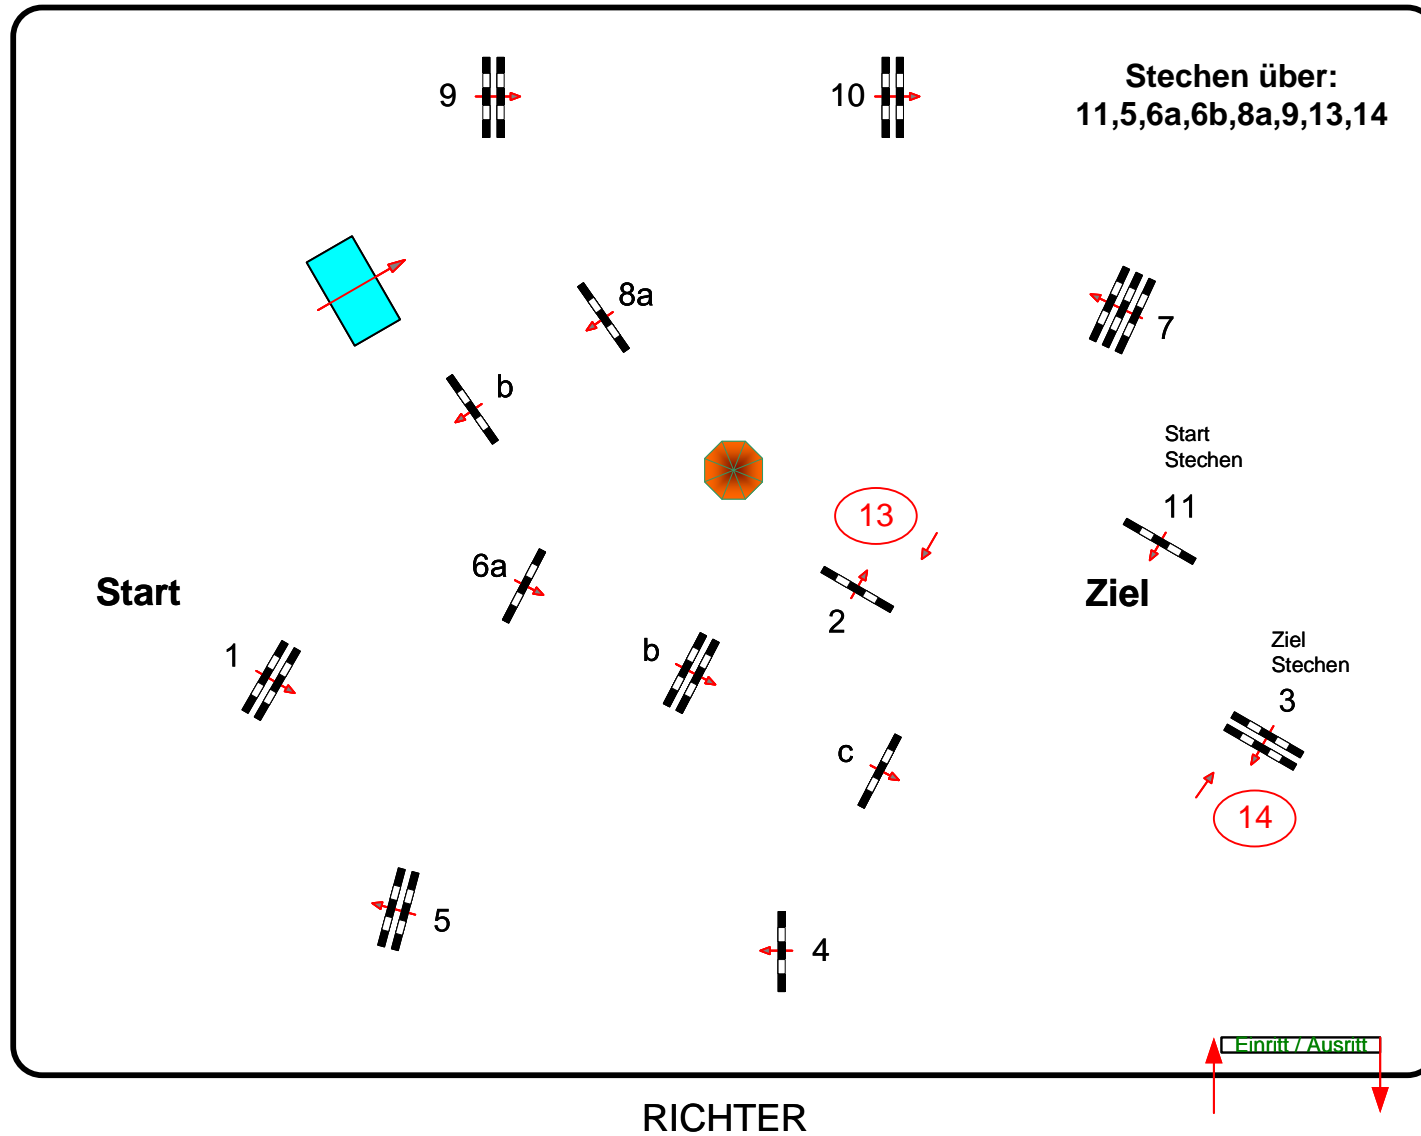 9
10
Stechen über:
11,5,6a,6b,8a,9,13,14
8a
7
b
Start
Stechen
11
13
6a
Start
Ziel
2
1
b
Ziel
Stechen
3
c
14
5
4
Einritt / Ausritt
RICHTER